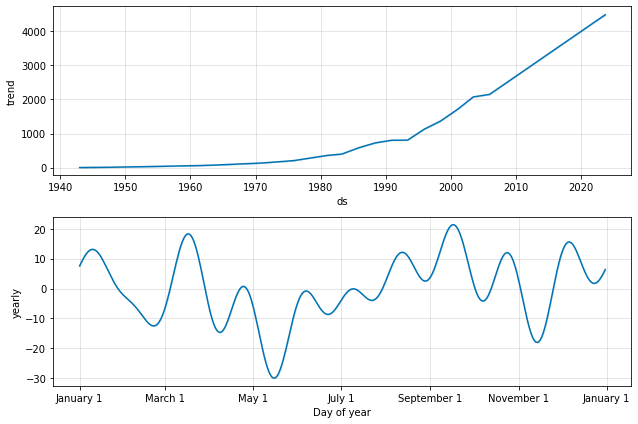 trend
4000
3000
2000
1000
0
1940 1950 1960 1970 1980 1990 2000 2010 2020
ds
yearly
20
10
0
−10
−20
−30
January 1 March 1 May 1 July 1 September 1 November 1 January 1
Day of year